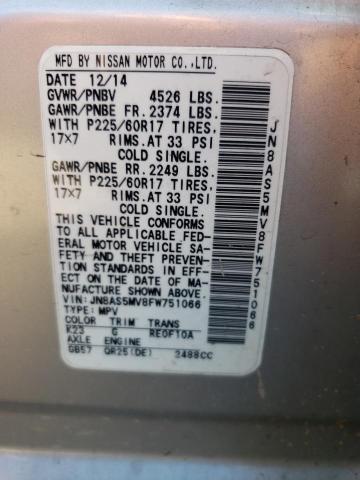 MFD BY NISSAN MOTOR CO.,LTD.
DATE 12/14
GVWR/PNBV 4526 LBS.
GAWR/PNBE FR. 2374 LBS.
WITH P225/60R17 TIRES,
17X7 RIMS.AT 33 PSI
COLD SINGLE.
GAWR/PNBE RR. 2249 LBS.
WITH P225/60R17 TIRES,
17X7 RIMS.AT 33 PSI
COLD SINGLE.
THIS VEHICLE CONFORMS
TO ALL APPLICABLE FED-
ERAL MOTOR VEHICLE SA-
FETY AND THEFT PREVEN-
TION STANDARDS IN EFF-
ECT ON THE DATE OF MA-
NUFACTURE SHOWN ABOVE.
VIN: JN8AS5MV8FW751066
TYPE: MPV
COLOR TRIM TRANS
K23 G RE0F10A
AXLE ENGINE
GB57 QR25(DE) 2488CC
JN8AS5MV8FW751066